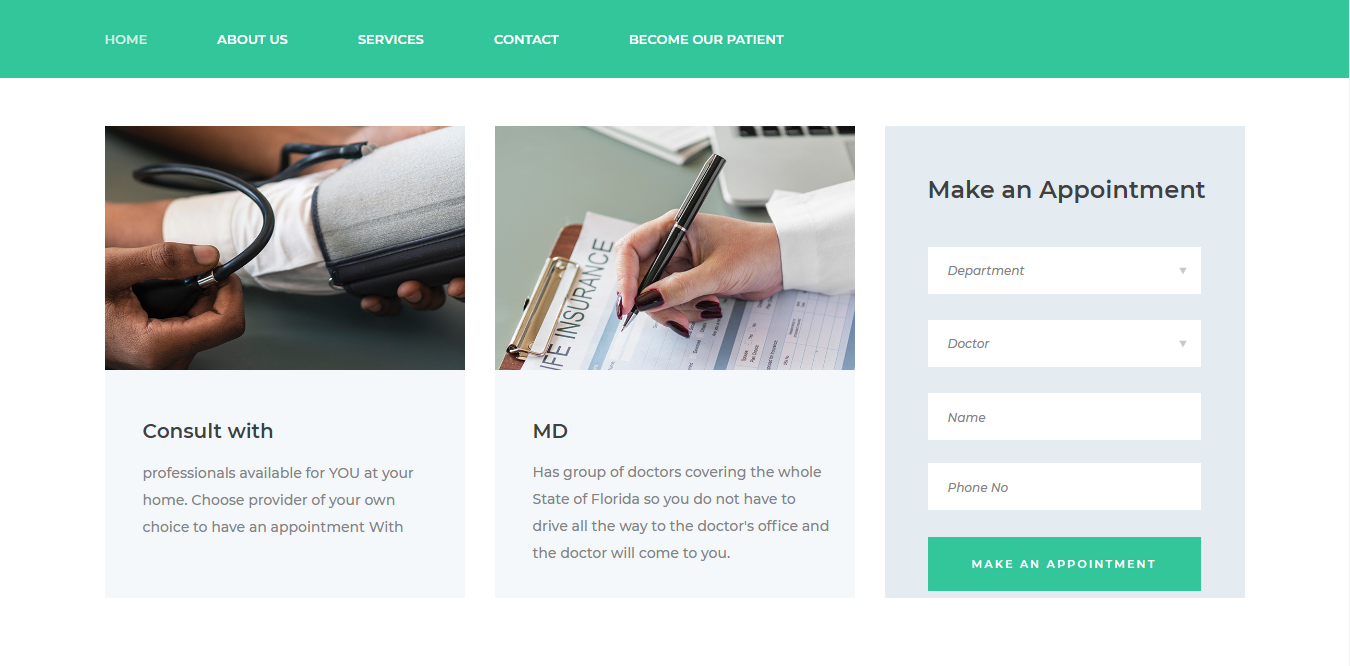 HOME ABOUT US SERVICES CONTACT BECOME OUR PATIENT
LIFE INSURANCE
Consult with
professionals available for YOU at your
home. Choose provider of your own
choice to have an appointment With
MD
Has group of doctors covering the whole
State of Florida so you do not have to
drive all the way to the doctor's office and
the doctor will come to you.
Make an Appointment
Department
Doctor
Name
Phone No
MAKE AN APPOINTMENT